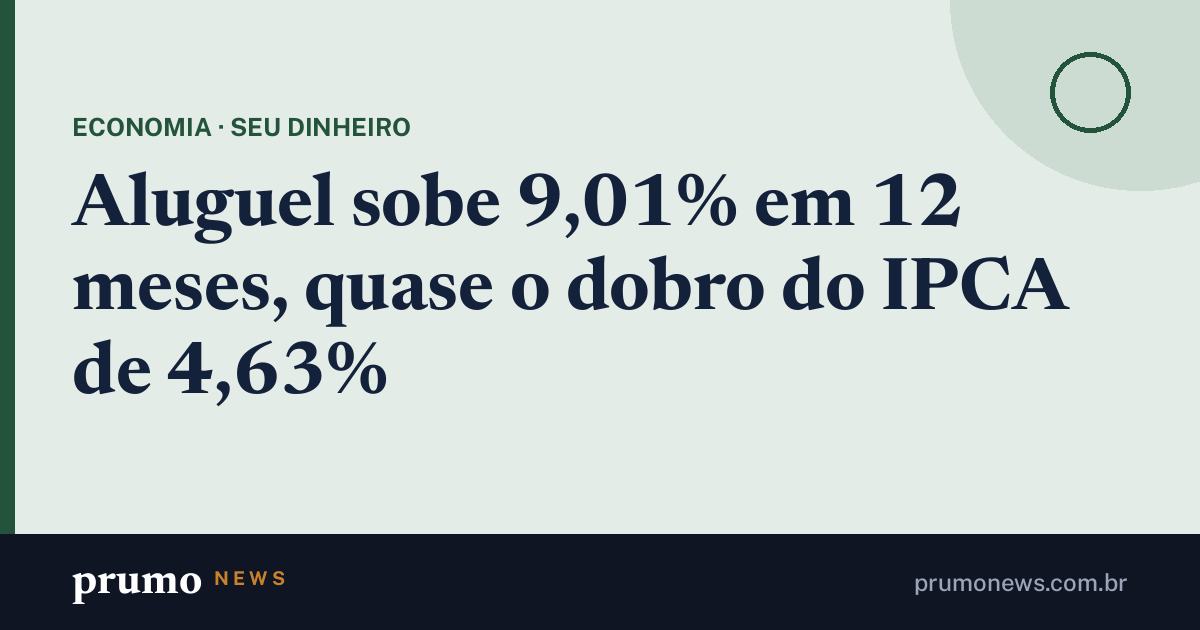 ECONOMIA · SEU DINHEIRO
Aluguel sobe 9,01% em 12
meses, quase o dobro do IPCA
de 4,63%
prumo NEWS
prumonews.com.br